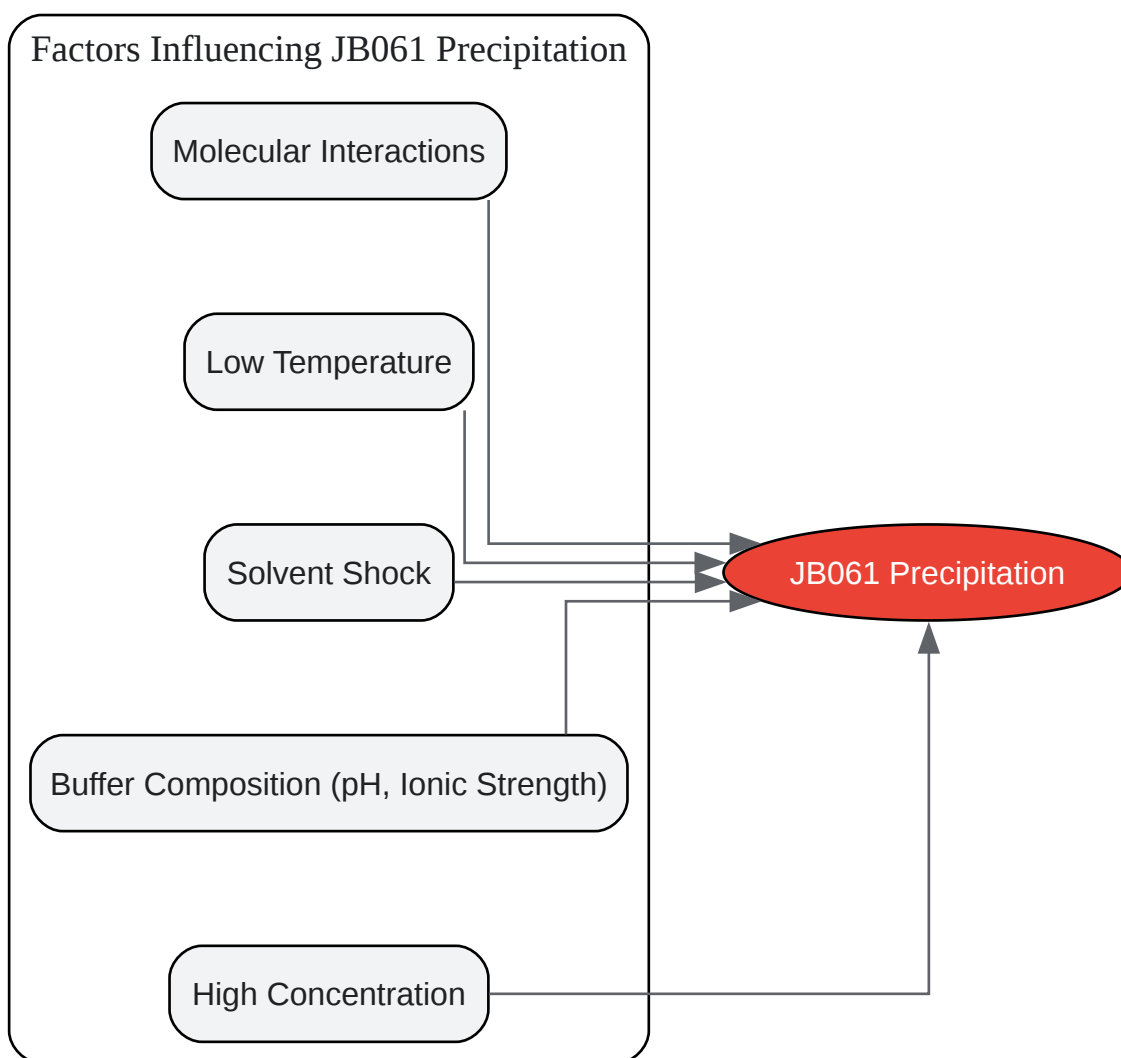 Factors Influencing JB061 Precipitation
Molecular Interactions
Low Temperature
Solvent Shock
JB061 Precipitation
Buffer Composition (pH, Ionic Strength)
High Concentration